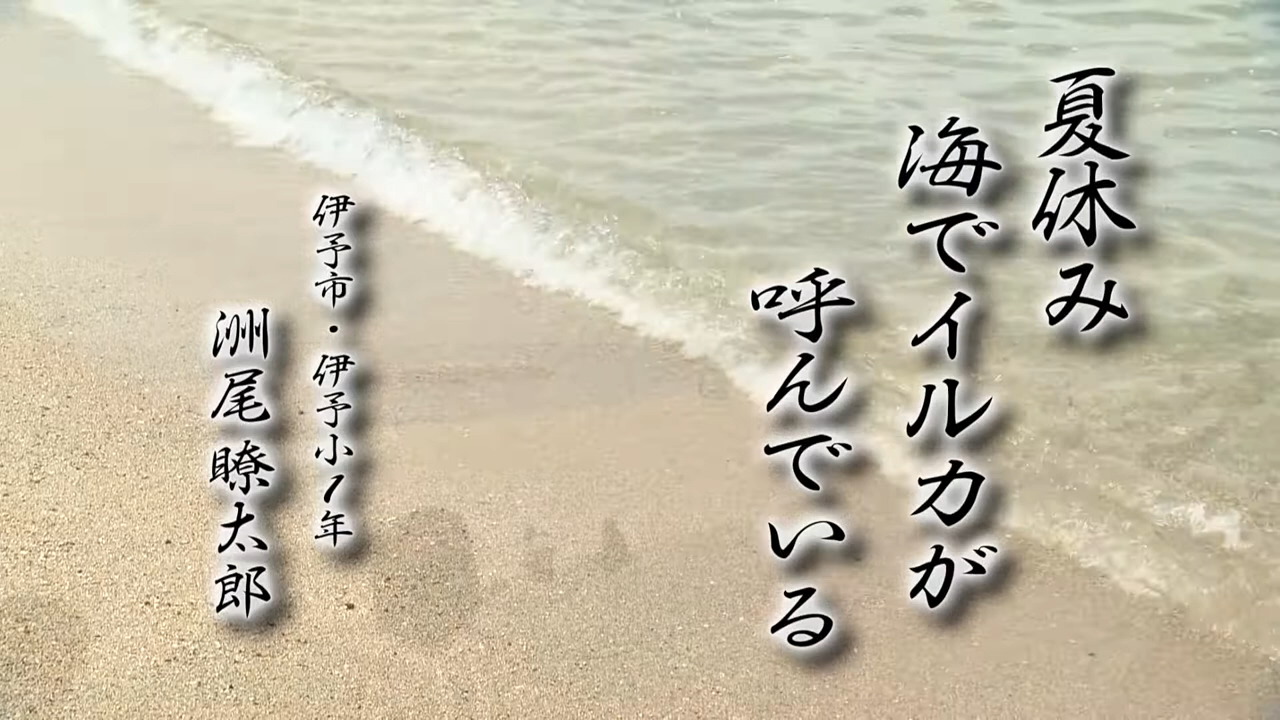 夏休み
海でイルカが
呼んでいる
伊予市・伊予小1年
洲尾瞭太郎